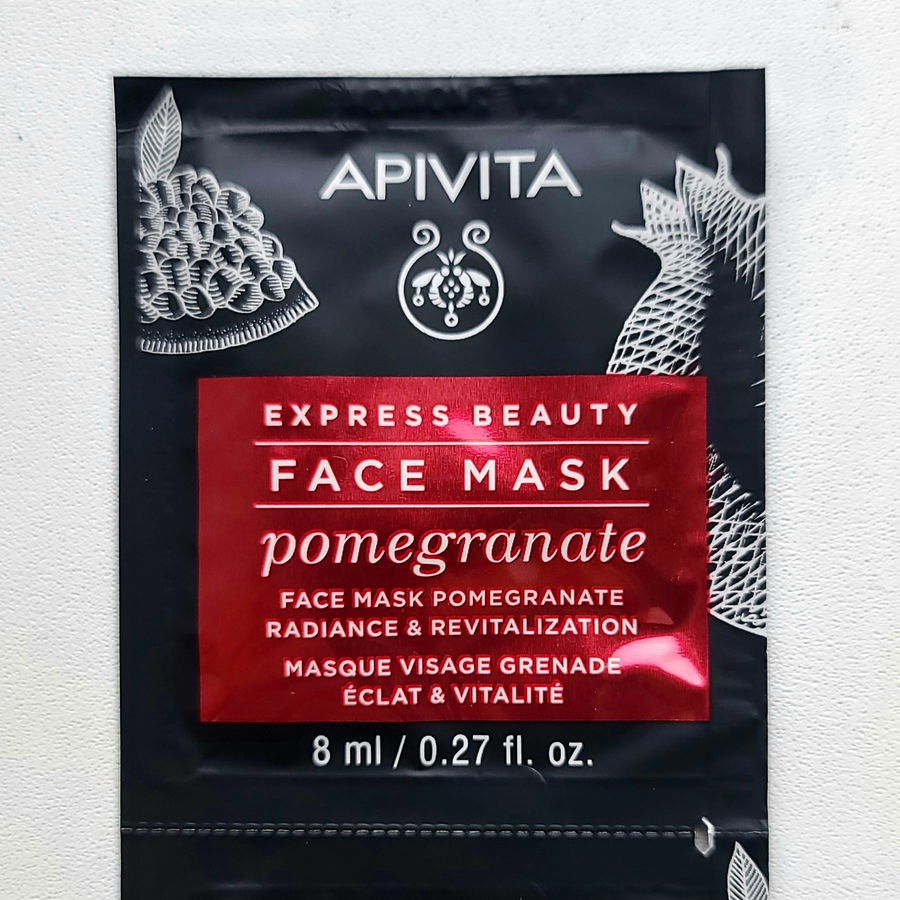 APIVITA
EXPRESS BEAUTY
FACE MASK
pomegranate
FACE MASK POMEGRANATE
RADIANCE & REVITALIZATION
MASQUE VISAGE GRENADE
ÉCLAT & VITALITÉ
8 ml / 0.27 fl. oz.